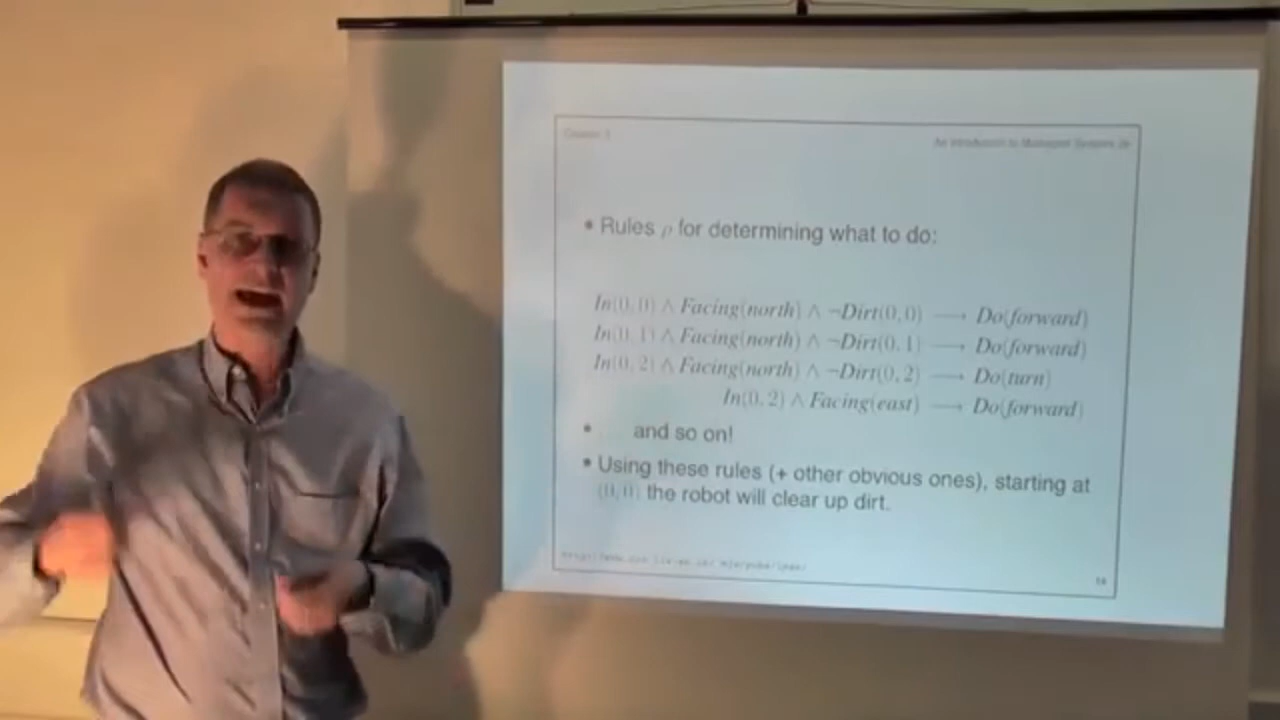 An Introduction to Multiagent Systems 2e
• Rules ρ for determining what to do:
In(0, 0) ∧ Facing(north) ∧ ¬Dirt(0, 0) ⟶ Do(forward)
In(0, 1) ∧ Facing(north) ∧ ¬Dirt(0, 1) ⟶ Do(forward)
In(0, 2) ∧ Facing(north) ∧ ¬Dirt(0, 2) ⟶ Do(turn)
In(0, 2) ∧ Facing(east) ⟶ Do(forward)
• and so on!
• Using these rules (+ other obvious ones), starting at
(0, 0) the robot will clear up dirt.